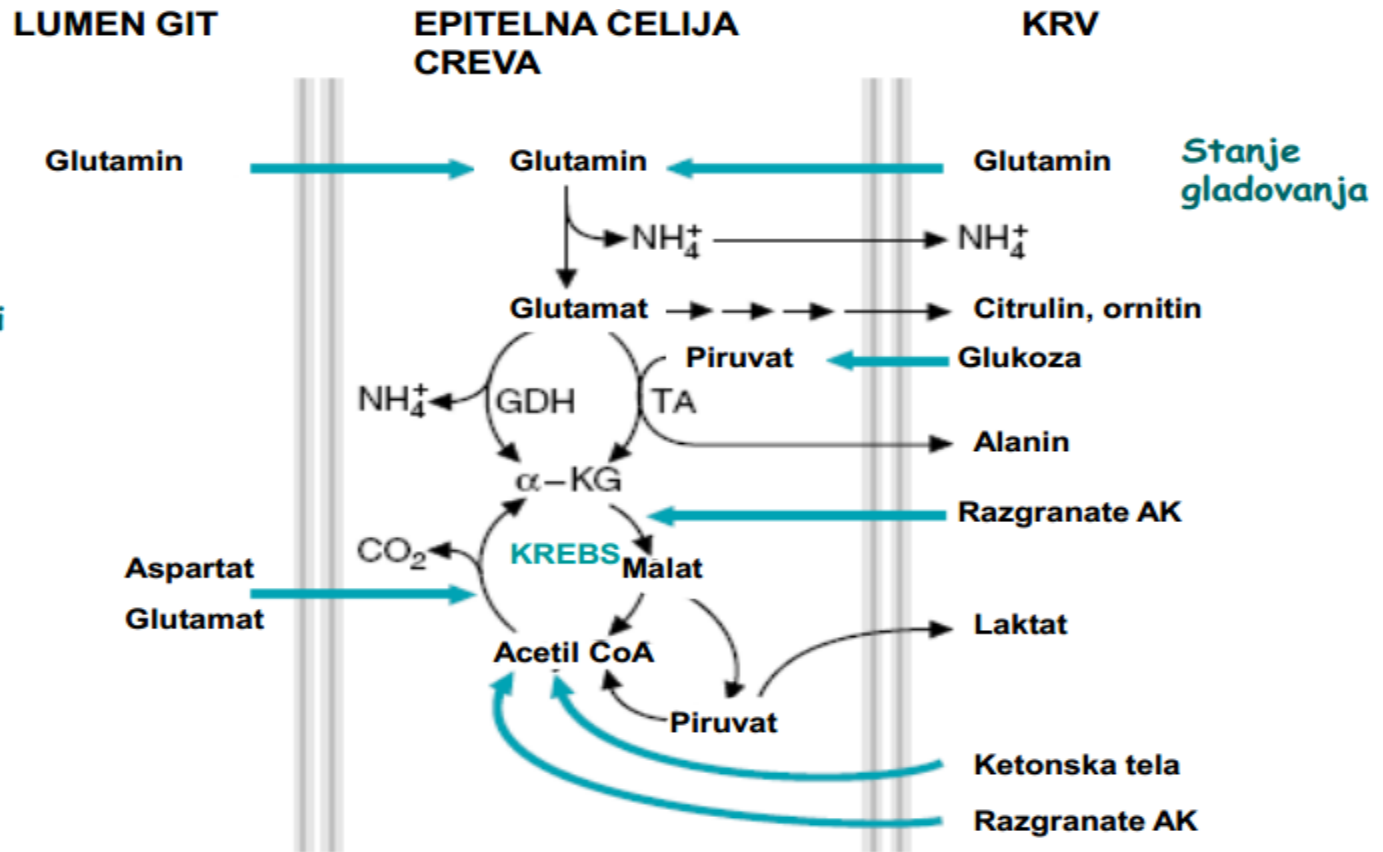 LUMEN GIT
EPITELNA ĆELIJA
CREVA
KRV
Glutamin
Glutamin
Glutamin
Stanje
gladovanja
NH₄⁺
NH₄⁺
i
Glutamat
Citrulin, ornitin
Piruvat
Glukoza
NH₄⁺
GDH
TA
Alanin
α–KG
Razgranate AK
CO₂
KREBS
Malat
Aspartat
Glutamat
Laktat
Acetil CoA
Piruvat
Ketonska tela
Razgranate AK